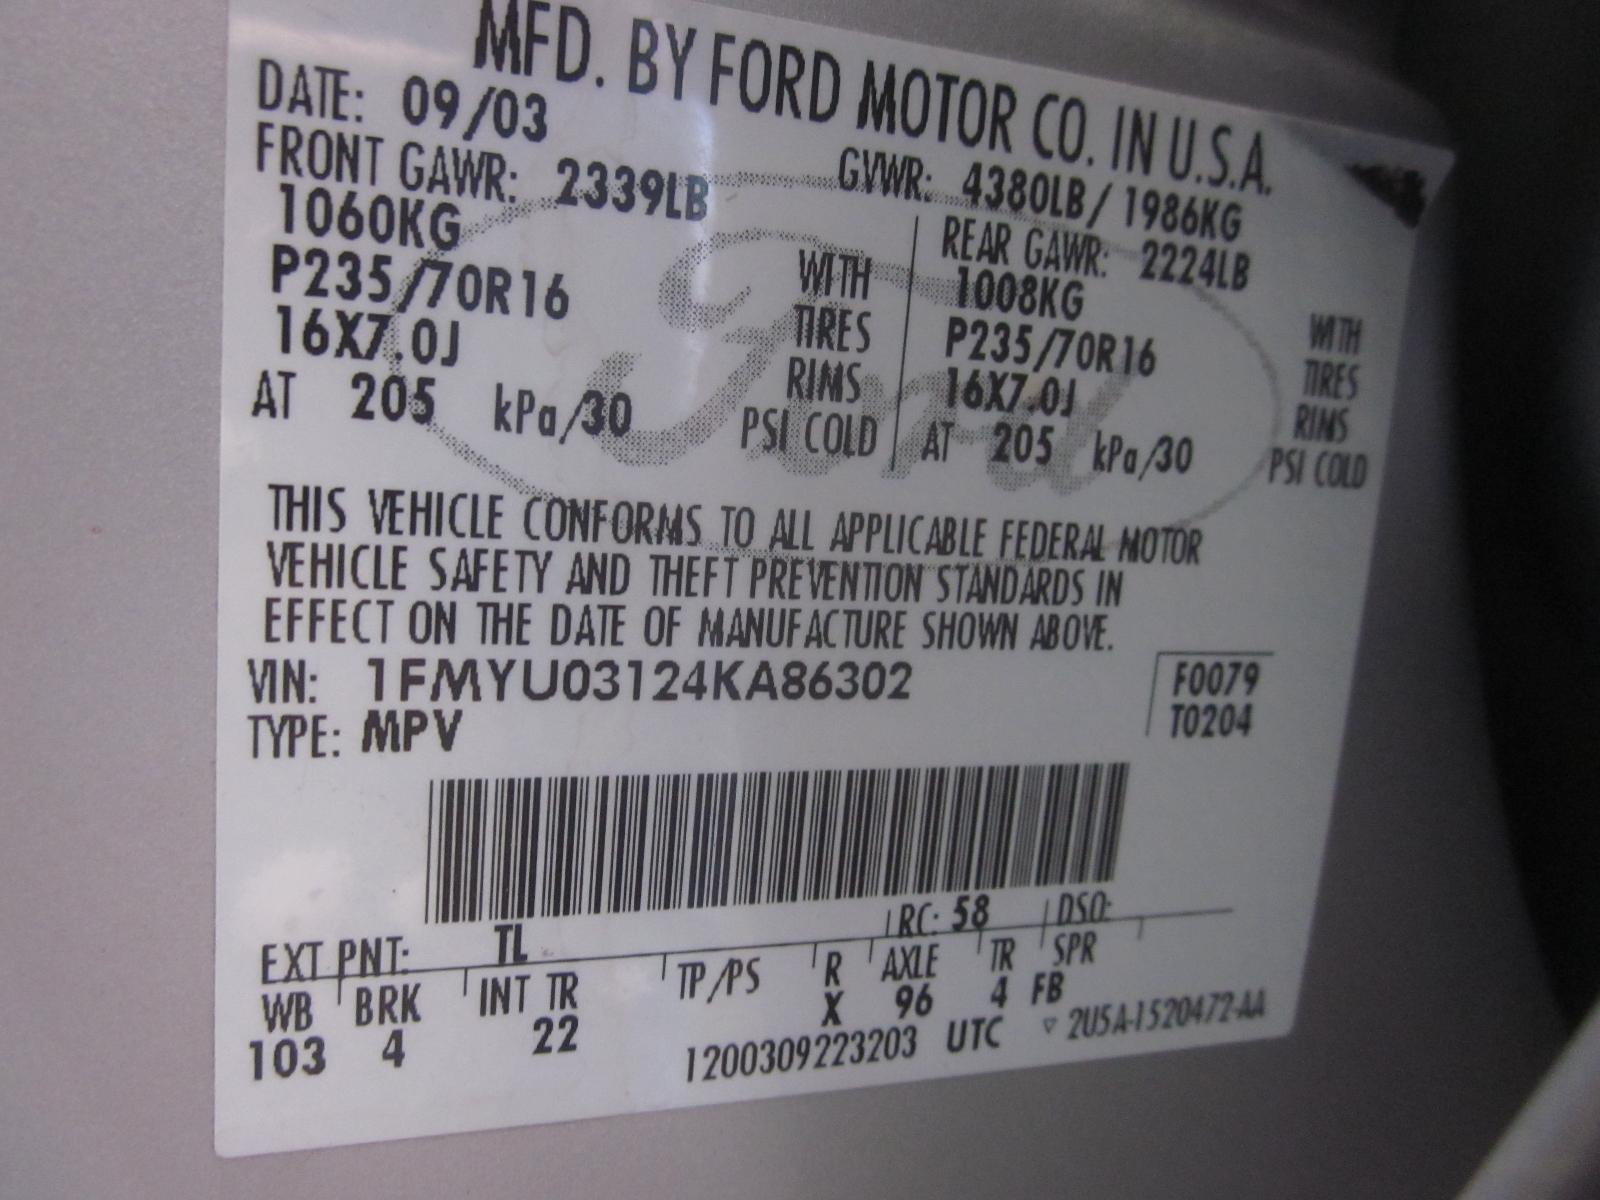 MFD. BY FORD MOTOR CO. IN U.S.A.
DATE: 09/03 GVWR: 4380LB/1986KG
FRONT GAWR: 2339LB REAR GAWR: 2224LB
1060KG WITH 1008KG WITH
P235/70R16 TIRES P235/70R16 TIRES
16X7.0J RIMS 16X7.0J RIMS
AT 205 kPa/30 PSI COLD AT 205 kPa/30 PSI COLD
Ford
THIS VEHICLE CONFORMS TO ALL APPLICABLE FEDERAL MOTOR
VEHICLE SAFETY AND THEFT PREVENTION STANDARDS IN
EFFECT ON THE DATE OF MANUFACTURE SHOWN ABOVE.
VIN: 1FMYU03124KA86302 F0079
TYPE: MPV T0204
EXT PNT: TL RC: 58 DSO:
WB BRK INT TR TP/PS R AXLE TR SPR
103 4 22 X 96 4 FB
1200309223203 UTC ▽ 2U5A-1520472-AA